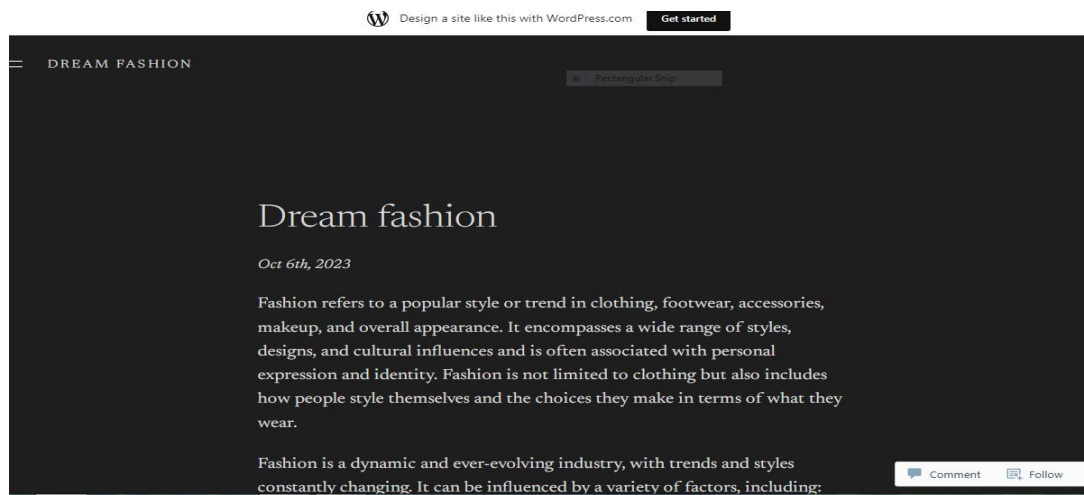 Design a site like this with WordPress.com Get started
DREAM FASHION
Rectangular Snip
Dream fashion
Oct 6th, 2023
Fashion refers to a popular style or trend in clothing, footwear, accessories,
makeup, and overall appearance. It encompasses a wide range of styles,
designs, and cultural influences and is often associated with personal
expression and identity. Fashion is not limited to clothing but also includes
how people style themselves and the choices they make in terms of what they
wear.
Fashion is a dynamic and ever-evolving industry, with trends and styles
constantly changing. It can be influenced by a variety of factors, including:
Comment Follow